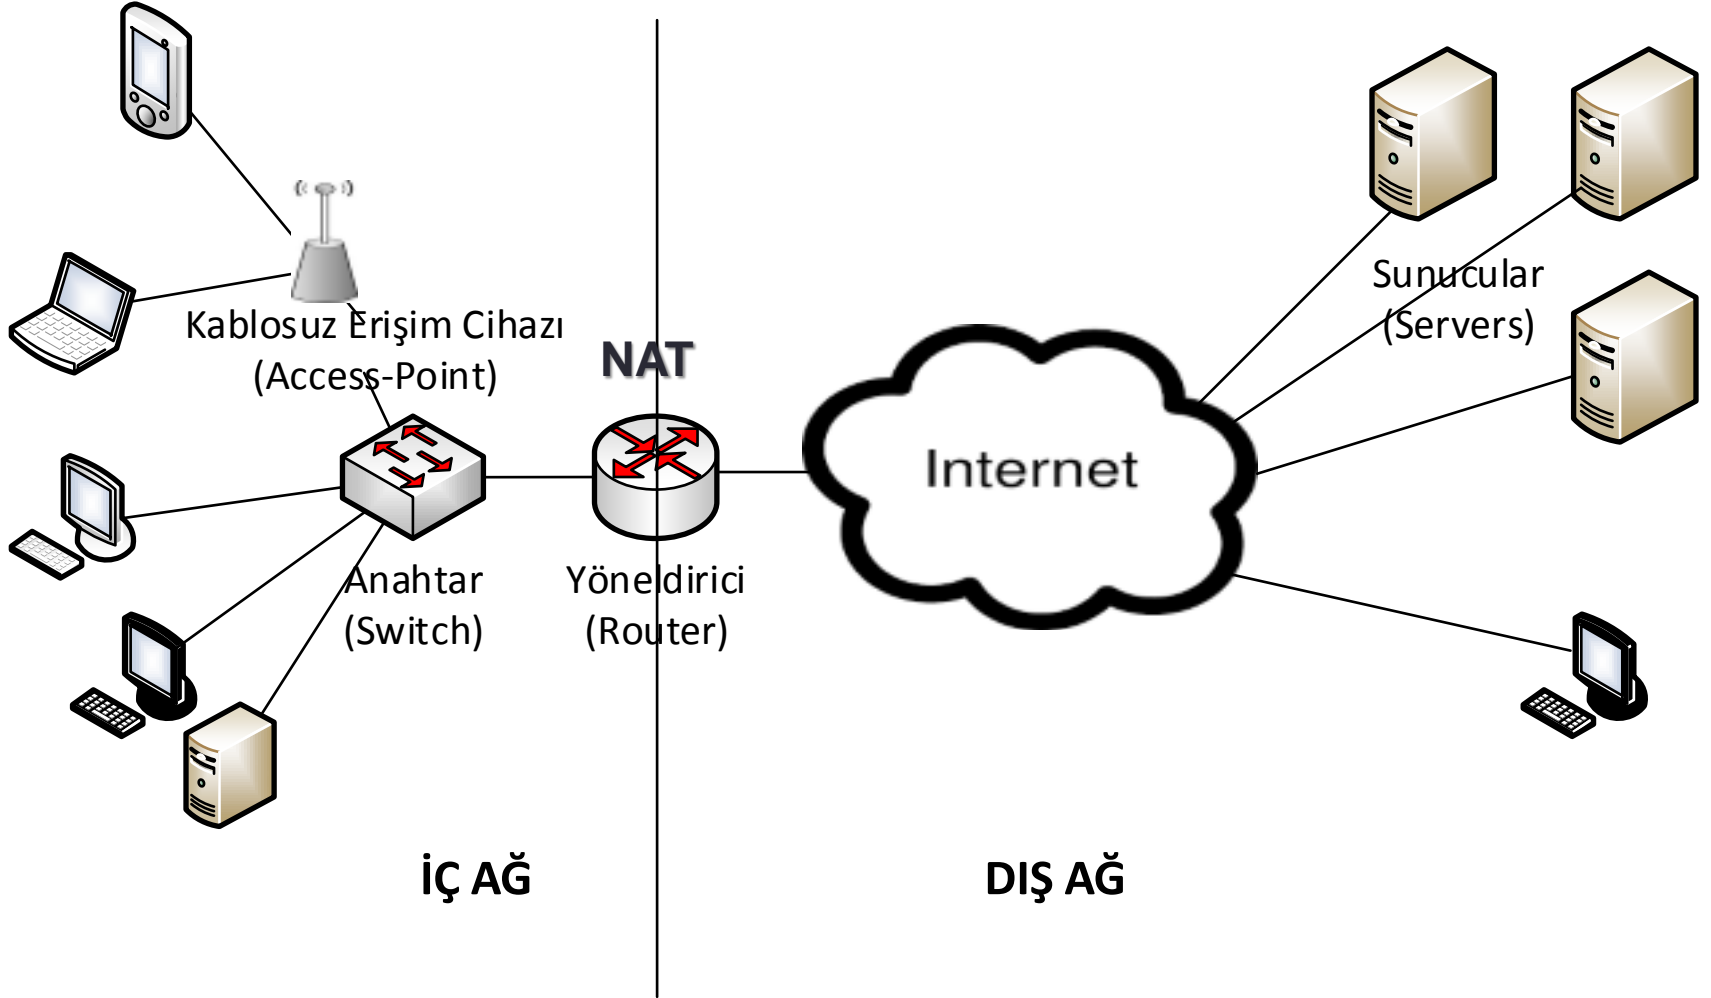 Kablosuz Erişim Cihazı
(Access-Point)
NAT
Internet
Sunucular
(Servers)
Anahtar
(Switch)
Yöneldirici
(Router)
İÇ AĞ
DIŞ AĞ